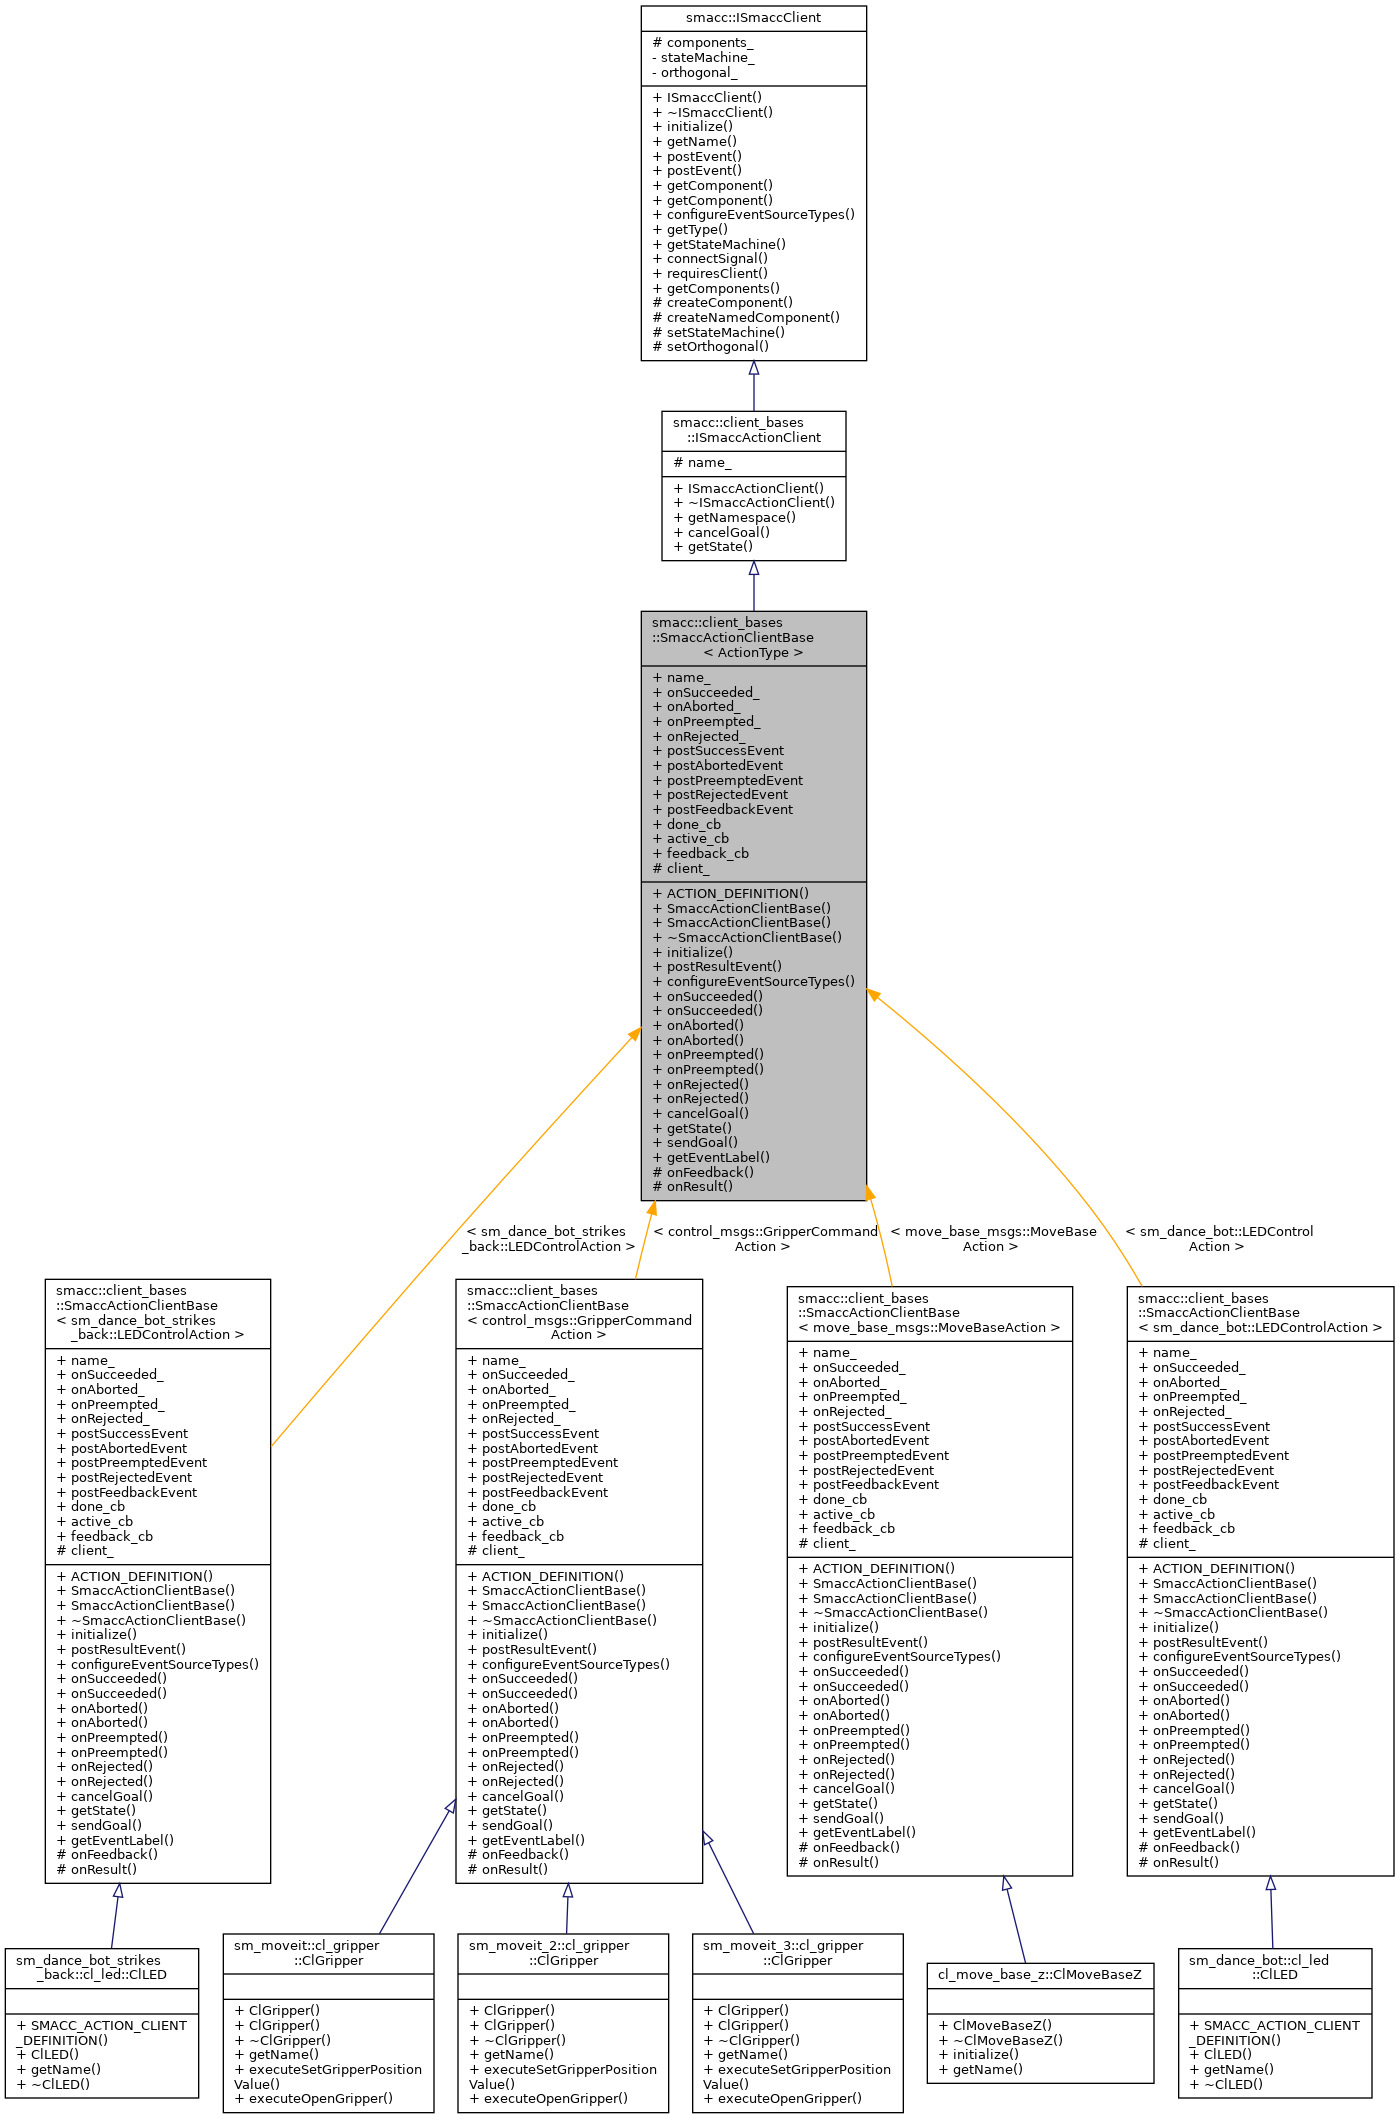 smacc::ISmaccClient
# components_
- stateMachine_
- orthogonal_
+ ISmaccClient()
+ ~ISmaccClient()
+ initialize()
+ getName()
+ postEvent()
+ postEvent()
+ getComponent()
+ getComponent()
+ configureEventSourceTypes()
+ getType()
+ getStateMachine()
+ connectSignal()
+ requiresClient()
+ getComponents()
# createComponent()
# createNamedComponent()
# setStateMachine()
# setOrthogonal()
smacc::client_bases
::ISmaccActionClient
# name_
+ ISmaccActionClient()
+ ~ISmaccActionClient()
+ getNamespace()
+ cancelGoal()
+ getState()
smacc::client_bases
::SmaccActionClientBase
< ActionType >
+ name_
+ onSucceeded_
+ onAborted_
+ onPreempted_
+ onRejected_
+ postSuccessEvent
+ postAbortedEvent
+ postPreemptedEvent
+ postRejectedEvent
+ postFeedbackEvent
+ done_cb
+ active_cb
+ feedback_cb
# client_
+ ACTION_DEFINITION()
+ SmaccActionClientBase()
+ SmaccActionClientBase()
+ ~SmaccActionClientBase()
+ initialize()
+ postResultEvent()
+ configureEventSourceTypes()
+ onSucceeded()
+ onSucceeded()
+ onAborted()
+ onAborted()
+ onPreempted()
+ onPreempted()
+ onRejected()
+ onRejected()
+ cancelGoal()
+ getState()
+ sendGoal()
+ getEventLabel()
# onFeedback()
# onResult()
< sm_dance_bot_strikes
_back::LEDControlAction >
< control_msgs::GripperCommand
Action >
< move_base_msgs::MoveBase
Action >
< sm_dance_bot::LEDControl
Action >
smacc::client_bases
::SmaccActionClientBase
< sm_dance_bot_strikes
_back::LEDControlAction >
+ name_
+ onSucceeded_
+ onAborted_
+ onPreempted_
+ onRejected_
+ postSuccessEvent
+ postAbortedEvent
+ postPreemptedEvent
+ postRejectedEvent
+ postFeedbackEvent
+ done_cb
+ active_cb
+ feedback_cb
# client_
+ ACTION_DEFINITION()
+ SmaccActionClientBase()
+ SmaccActionClientBase()
+ ~SmaccActionClientBase()
+ initialize()
+ postResultEvent()
+ configureEventSourceTypes()
+ onSucceeded()
+ onSucceeded()
+ onAborted()
+ onAborted()
+ onPreempted()
+ onPreempted()
+ onRejected()
+ onRejected()
+ cancelGoal()
+ getState()
+ sendGoal()
+ getEventLabel()
# onFeedback()
# onResult()
smacc::client_bases
::SmaccActionClientBase
< control_msgs::GripperCommand
Action >
+ name_
+ onSucceeded_
+ onAborted_
+ onPreempted_
+ onRejected_
+ postSuccessEvent
+ postAbortedEvent
+ postPreemptedEvent
+ postRejectedEvent
+ postFeedbackEvent
+ done_cb
+ active_cb
+ feedback_cb
# client_
+ ACTION_DEFINITION()
+ SmaccActionClientBase()
+ SmaccActionClientBase()
+ ~SmaccActionClientBase()
+ initialize()
+ postResultEvent()
+ configureEventSourceTypes()
+ onSucceeded()
+ onSucceeded()
+ onAborted()
+ onAborted()
+ onPreempted()
+ onPreempted()
+ onRejected()
+ onRejected()
+ cancelGoal()
+ getState()
+ sendGoal()
+ getEventLabel()
# onFeedback()
# onResult()
smacc::client_bases
::SmaccActionClientBase
< move_base_msgs::MoveBaseAction >
+ name_
+ onSucceeded_
+ onAborted_
+ onPreempted_
+ onRejected_
+ postSuccessEvent
+ postAbortedEvent
+ postPreemptedEvent
+ postRejectedEvent
+ postFeedbackEvent
+ done_cb
+ active_cb
+ feedback_cb
# client_
+ ACTION_DEFINITION()
+ SmaccActionClientBase()
+ SmaccActionClientBase()
+ ~SmaccActionClientBase()
+ initialize()
+ postResultEvent()
+ configureEventSourceTypes()
+ onSucceeded()
+ onSucceeded()
+ onAborted()
+ onAborted()
+ onPreempted()
+ onPreempted()
+ onRejected()
+ onRejected()
+ cancelGoal()
+ getState()
+ sendGoal()
+ getEventLabel()
# onFeedback()
# onResult()
smacc::client_bases
::SmaccActionClientBase
< sm_dance_bot::LEDControlAction >
+ name_
+ onSucceeded_
+ onAborted_
+ onPreempted_
+ onRejected_
+ postSuccessEvent
+ postAbortedEvent
+ postPreemptedEvent
+ postRejectedEvent
+ postFeedbackEvent
+ done_cb
+ active_cb
+ feedback_cb
# client_
+ ACTION_DEFINITION()
+ SmaccActionClientBase()
+ SmaccActionClientBase()
+ ~SmaccActionClientBase()
+ initialize()
+ postResultEvent()
+ configureEventSourceTypes()
+ onSucceeded()
+ onSucceeded()
+ onAborted()
+ onAborted()
+ onPreempted()
+ onPreempted()
+ onRejected()
+ onRejected()
+ cancelGoal()
+ getState()
+ sendGoal()
+ getEventLabel()
# onFeedback()
# onResult()
sm_dance_bot_strikes
_back::cl_led::ClLED
+ SMACC_ACTION_CLIENT
_DEFINITION()
+ ClLED()
+ getName()
+ ~ClLED()
sm_moveit::cl_gripper
::ClGripper
+ ClGripper()
+ ClGripper()
+ ~ClGripper()
+ getName()
+ executeSetGripperPosition
Value()
+ executeOpenGripper()
sm_moveit_2::cl_gripper
::ClGripper
+ ClGripper()
+ ClGripper()
+ ~ClGripper()
+ getName()
+ executeSetGripperPosition
Value()
+ executeOpenGripper()
sm_moveit_3::cl_gripper
::ClGripper
+ ClGripper()
+ ClGripper()
+ ~ClGripper()
+ getName()
+ executeSetGripperPosition
Value()
+ executeOpenGripper()
cl_move_base_z::ClMoveBaseZ
+ ClMoveBaseZ()
+ ~ClMoveBaseZ()
+ initialize()
+ getName()
sm_dance_bot::cl_led
::ClLED
+ SMACC_ACTION_CLIENT
_DEFINITION()
+ ClLED()
+ getName()
+ ~ClLED()